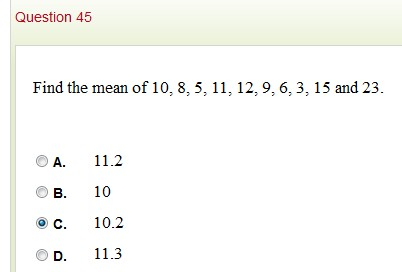 Question 45
Find the mean of 10, 8, 5, 11, 12, 9, 6, 3, 15 and 23.
A. 11.2
B. 10
C. 10.2
D. 11.3